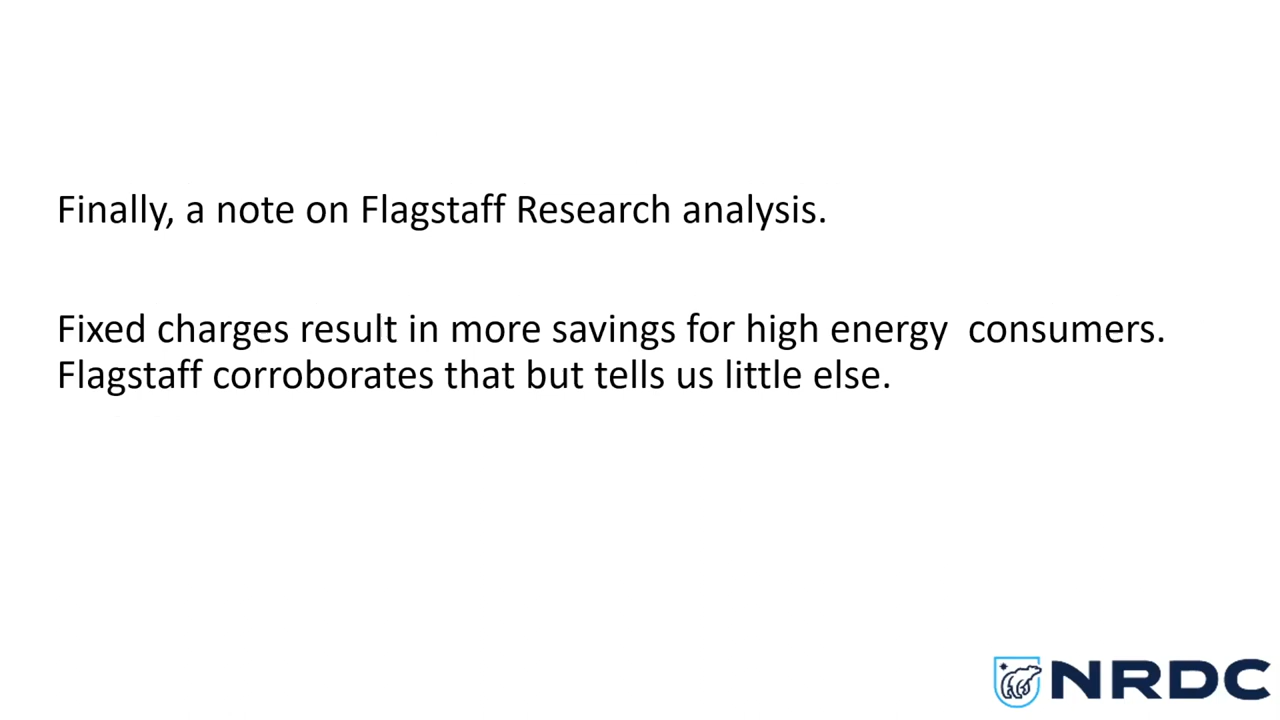 Finally, a note on Flagstaff Research analysis.
Fixed charges result in more savings for high energy  consumers.
Flagstaff corroborates that but tells us little else.
NRDC